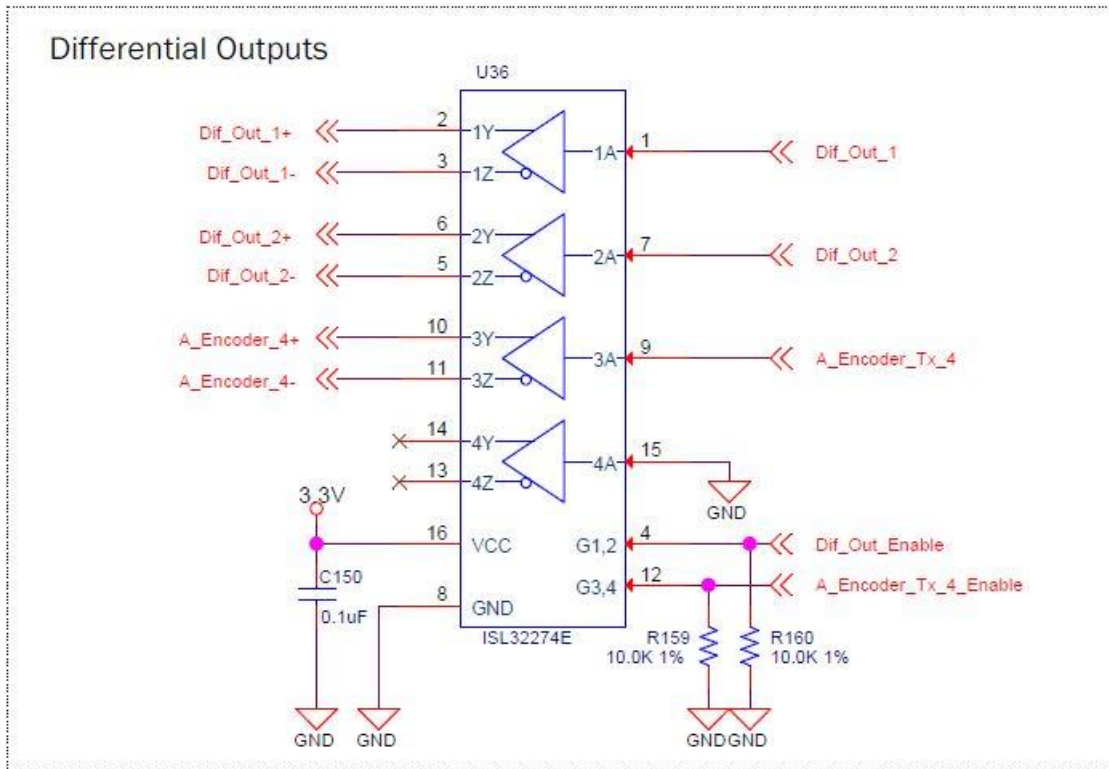 Differential Outputs
U36
Dif_Out_1+ 2 1Y 1A 1 Dif_Out_1
Dif_Out_1- 3 1Z
Dif_Out_2+ 6 2Y 2A 7 Dif_Out_2
Dif_Out_2- 5 2Z
A_Encoder_4+ 10 3Y 3A 9 A_Encoder_Tx_4
A_Encoder_4- 11 3Z
14 4Y 4A 15
13 4Z
GND
3.3V
16 VCC G1,2 4 Dif_Out_Enable
12 G3,4 A_Encoder_Tx_4_Enable
C150
0.1uF
8 GND
ISL32274E
R159
10.0K 1%
R160
10.0K 1%
GND GND GND GND